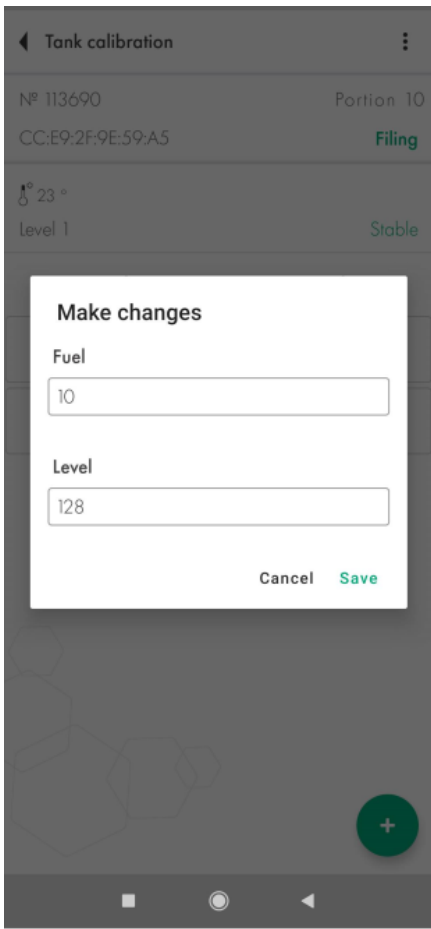 Tank calibration
№ 113690 Portion 10
CC:E9:2F:9E:59:A5 Filing
23 °
Level 1 Stable
Make changes
Fuel
10
Level
128
Cancel Save
+